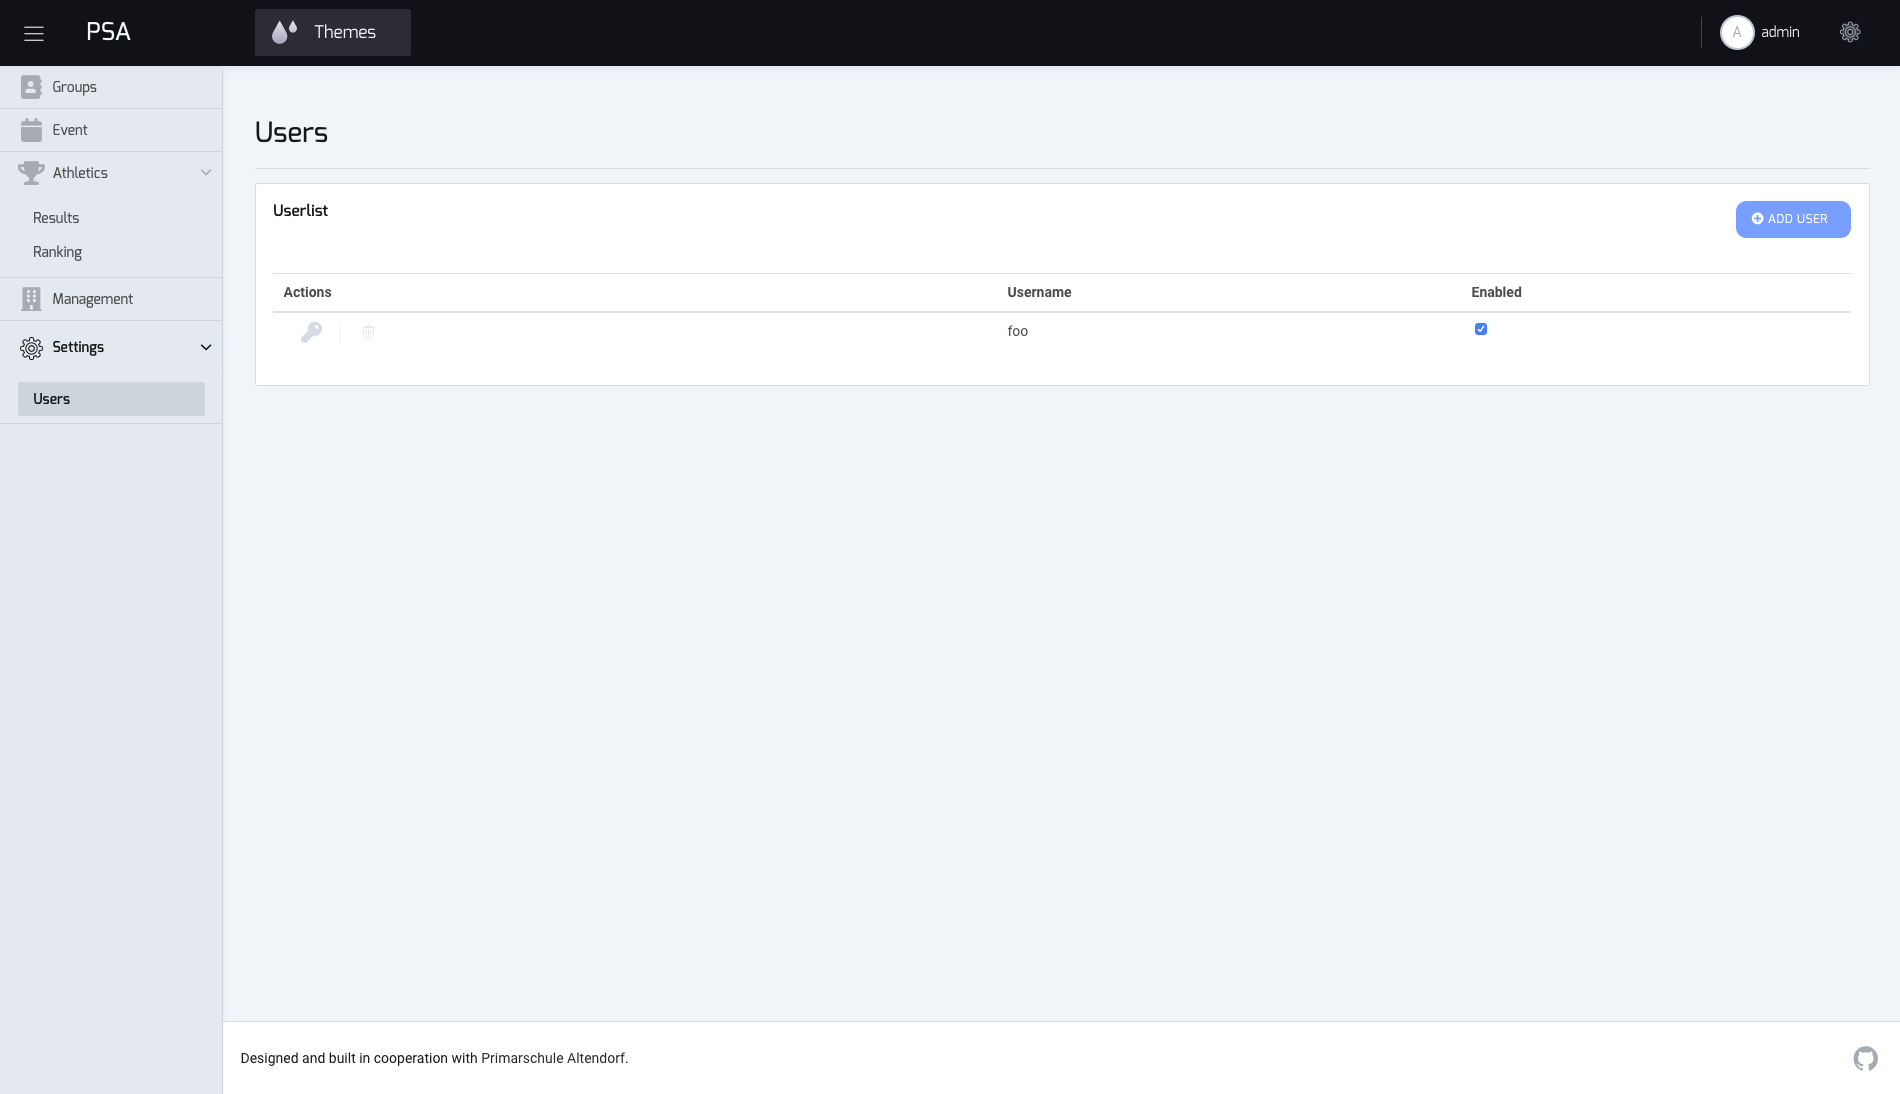 PSA
Themes
A admin
Groups
Event
Athletics
Results
Ranking
Management
Settings
Users
Users
Userlist
ADD USER
Actions Username Enabled
foo
Designed and built in cooperation with Primarschule Altendorf.